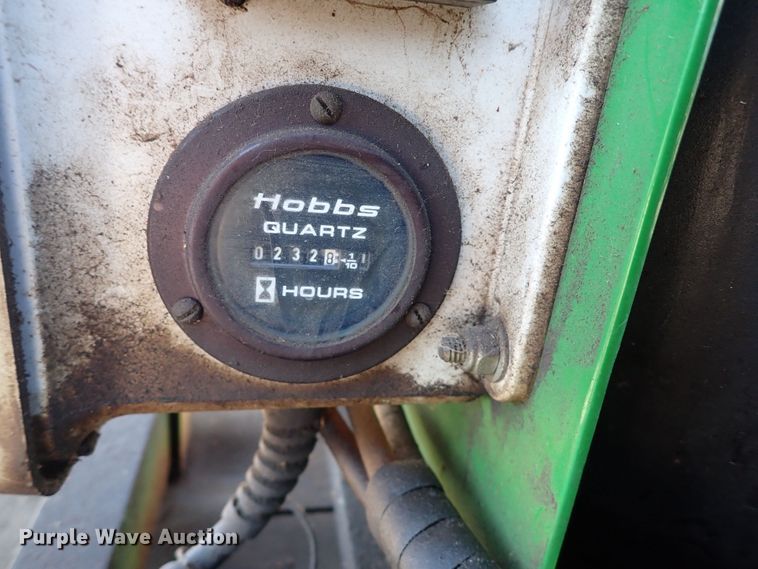 Hobbs
QUARTZ
02328 1/10
HOURS
Purple Wave Auction